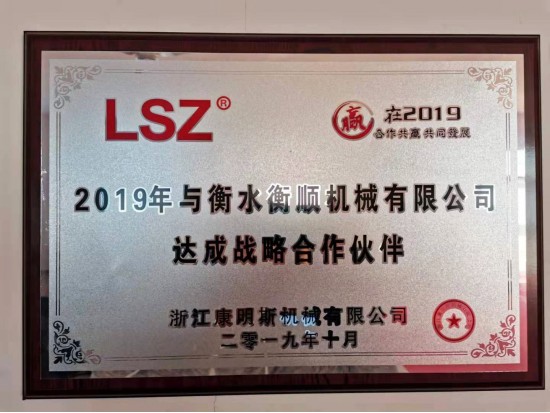 LSZ®
赢 在2019
合作共赢 共同發展
2019年与衡水衡顺机械有限公司
达成战略合作伙伴
浙江康明斯机械有限公司
二零一九年十月